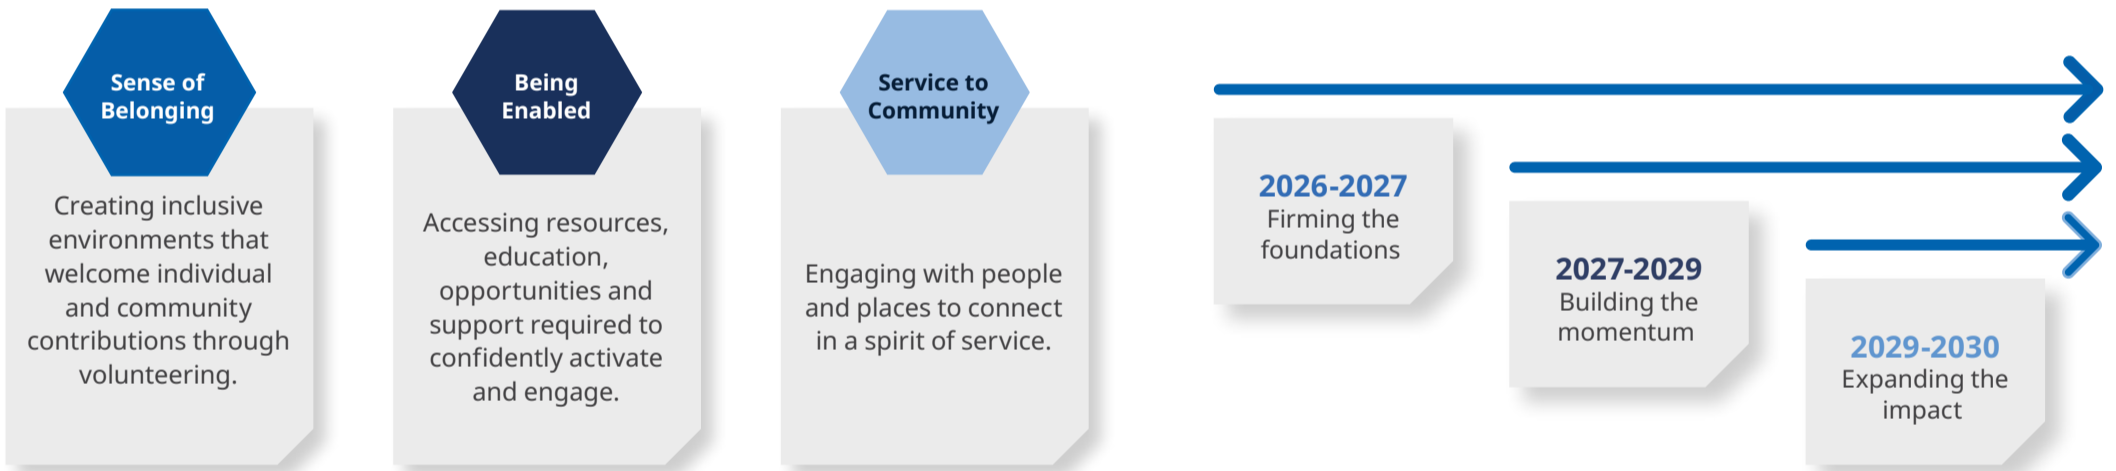 Sense of
Belonging
Creating inclusive
environments that
welcome individual
and community
contributions through
volunteering.
Being
Enabled
Accessing resources,
education,
opportunities and
support required to
confidently activate
and engage.
Service to
Community
Engaging with people
and places to connect
in a spirit of service.
2026-2027
Firming the
foundations
2027-2029
Building the
momentum
2029-2030
Expanding the
impact